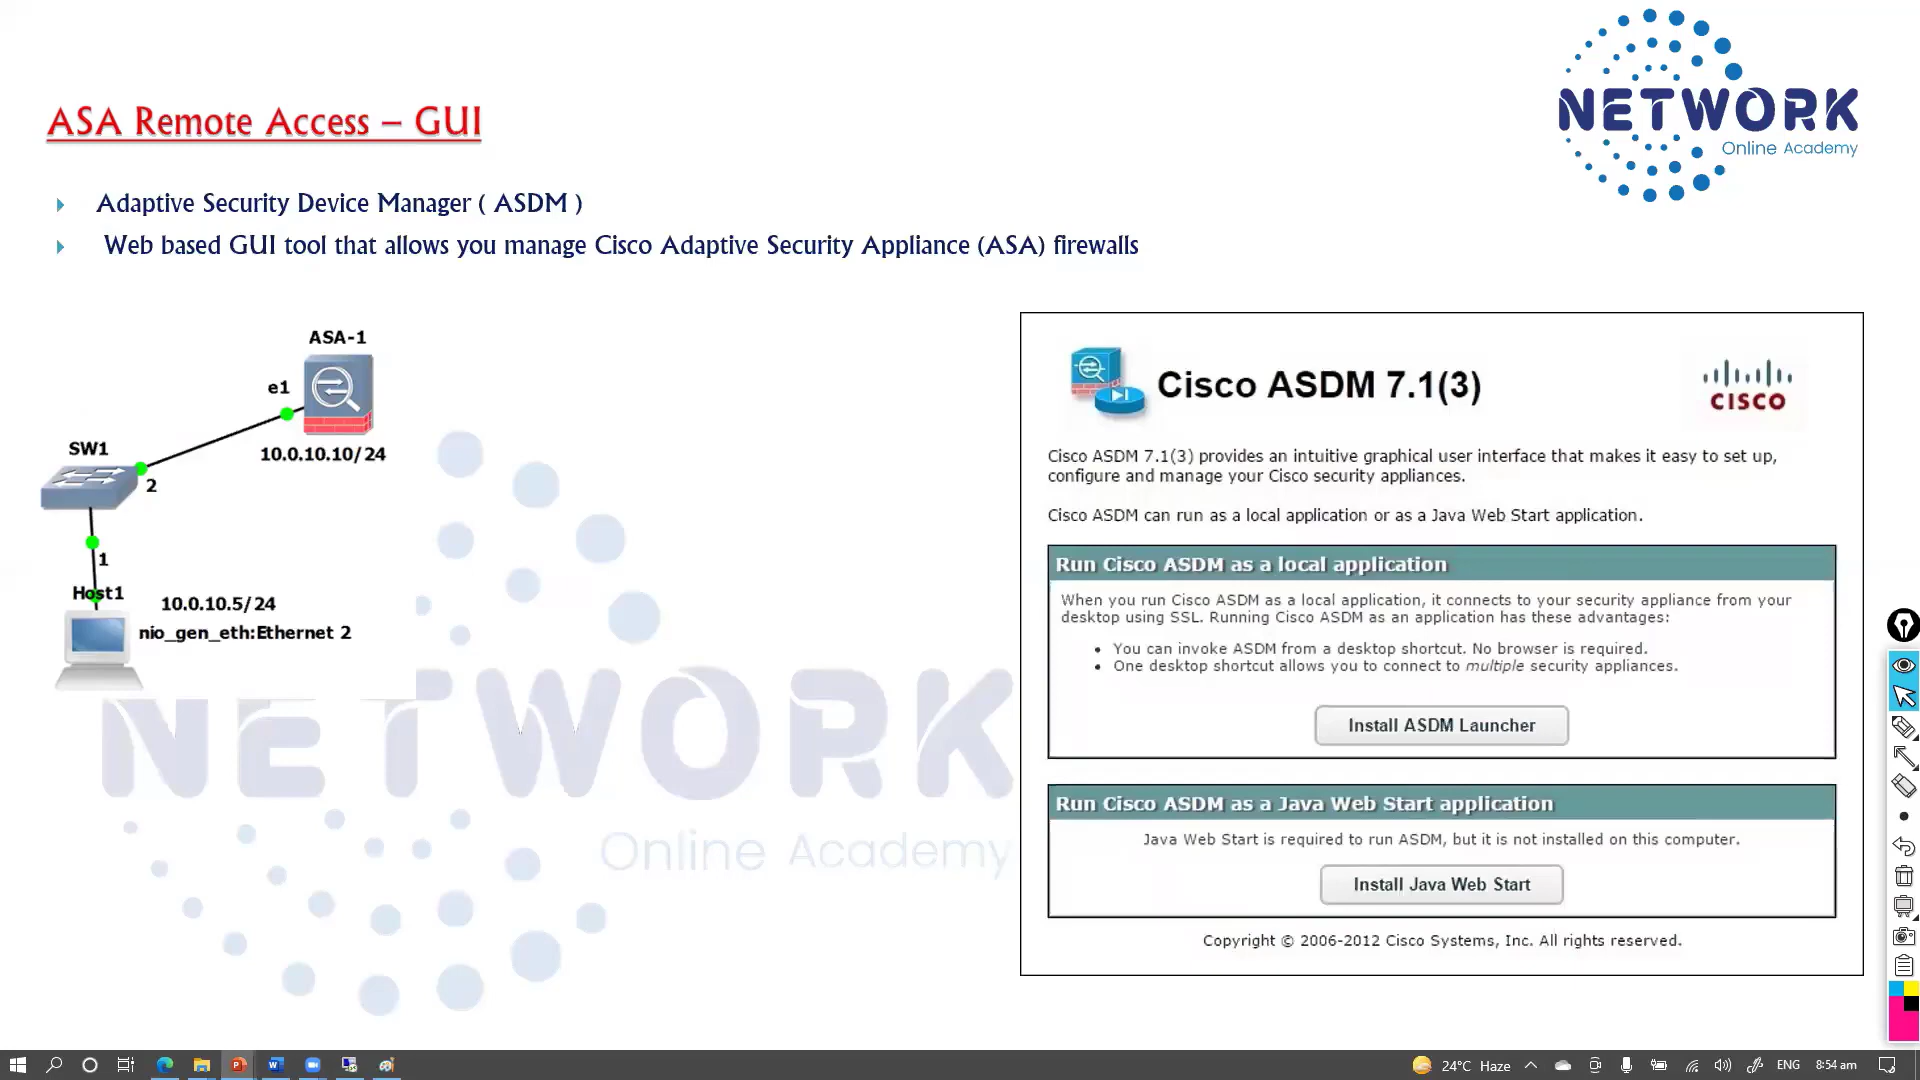 NETWORK
Online Academy
ASA Remote Access – GUI
Adaptive Security Device Manager ( ASDM )
Web based GUI tool that allows you manage Cisco Adaptive Security Appliance (ASA) firewalls
ASA-1
e1
10.0.10.10/24
SW1
2
1
Host1
10.0.10.5/24
nio_gen_eth:Ethernet 2
Cisco ASDM 7.1(3)
CISCO
Cisco ASDM 7.1(3) provides an intuitive graphical user interface that makes it easy to set up,
configure and manage your Cisco security appliances.
Cisco ASDM can run as a local application or as a Java Web Start application.
Run Cisco ASDM as a local application
When you run Cisco ASDM as a local application, it connects to your security appliance from your
desktop using SSL. Running Cisco ASDM as an application has these advantages:
You can invoke ASDM from a desktop shortcut. No browser is required.
One desktop shortcut allows you to connect to multiple security appliances.
Install ASDM Launcher
Run Cisco ASDM as a Java Web Start application
Java Web Start is required to run ASDM, but it is not installed on this computer.
Install Java Web Start
Copyright © 2006-2012 Cisco Systems, Inc. All rights reserved.
NETWORK
Online Academy
24°C Haze
ENG
8:54 am